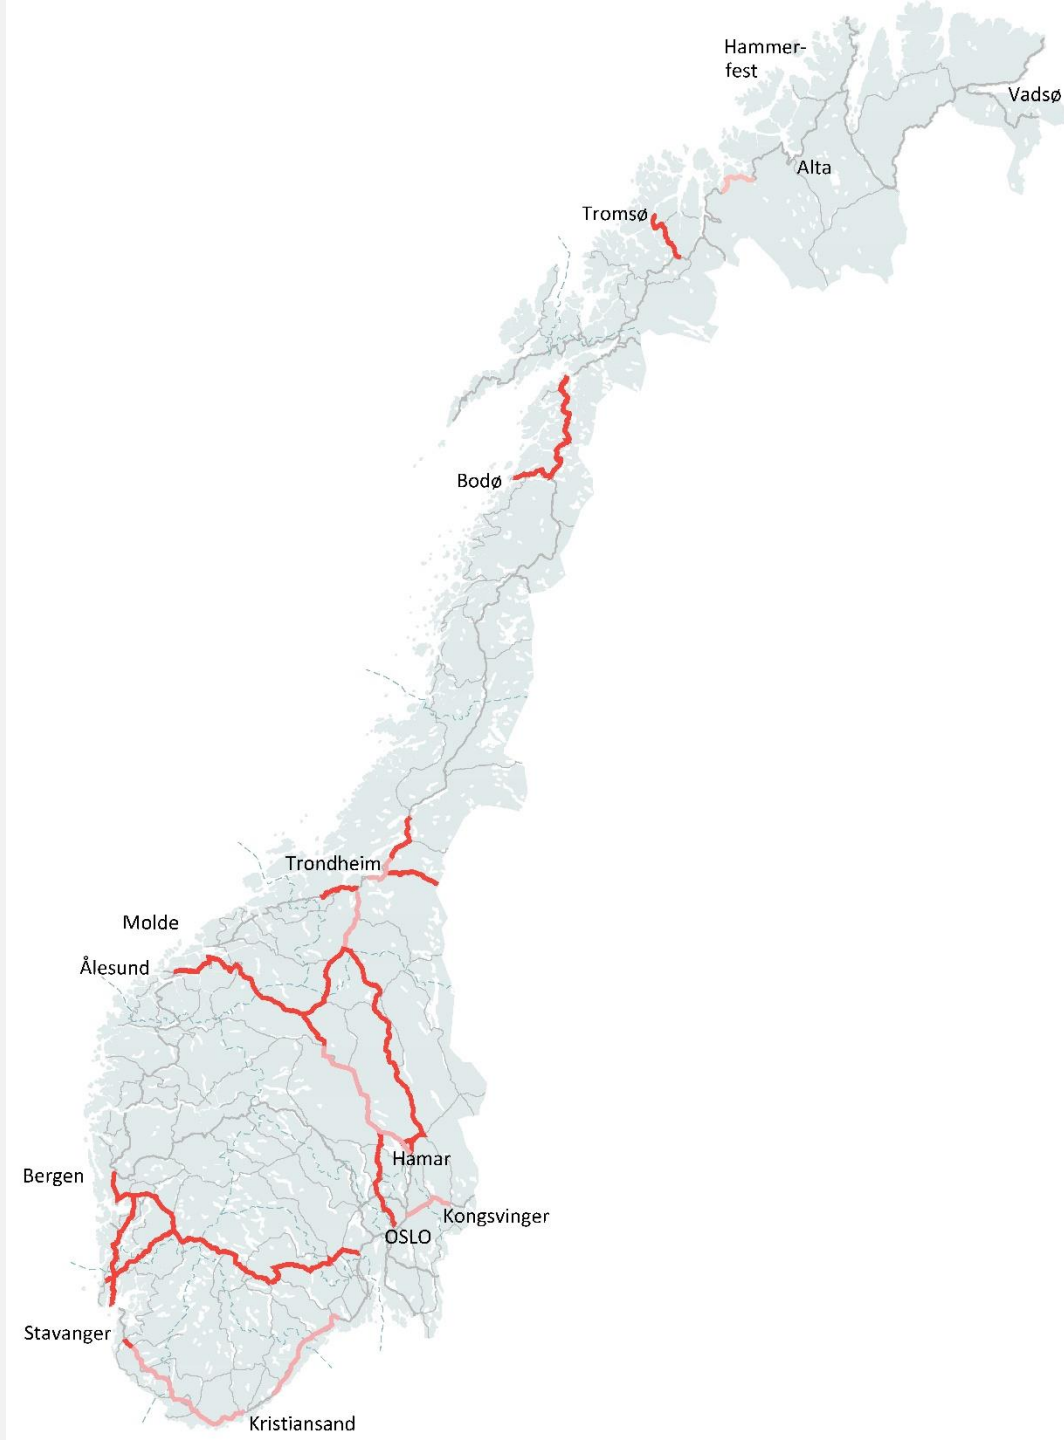 Hammer-
fest
Vadsø
Alta
Tromsø
Bodø
Trondheim
Molde
Ålesund
Hamar
Bergen
Kongsvinger
OSLO
Stavanger
Kristiansand